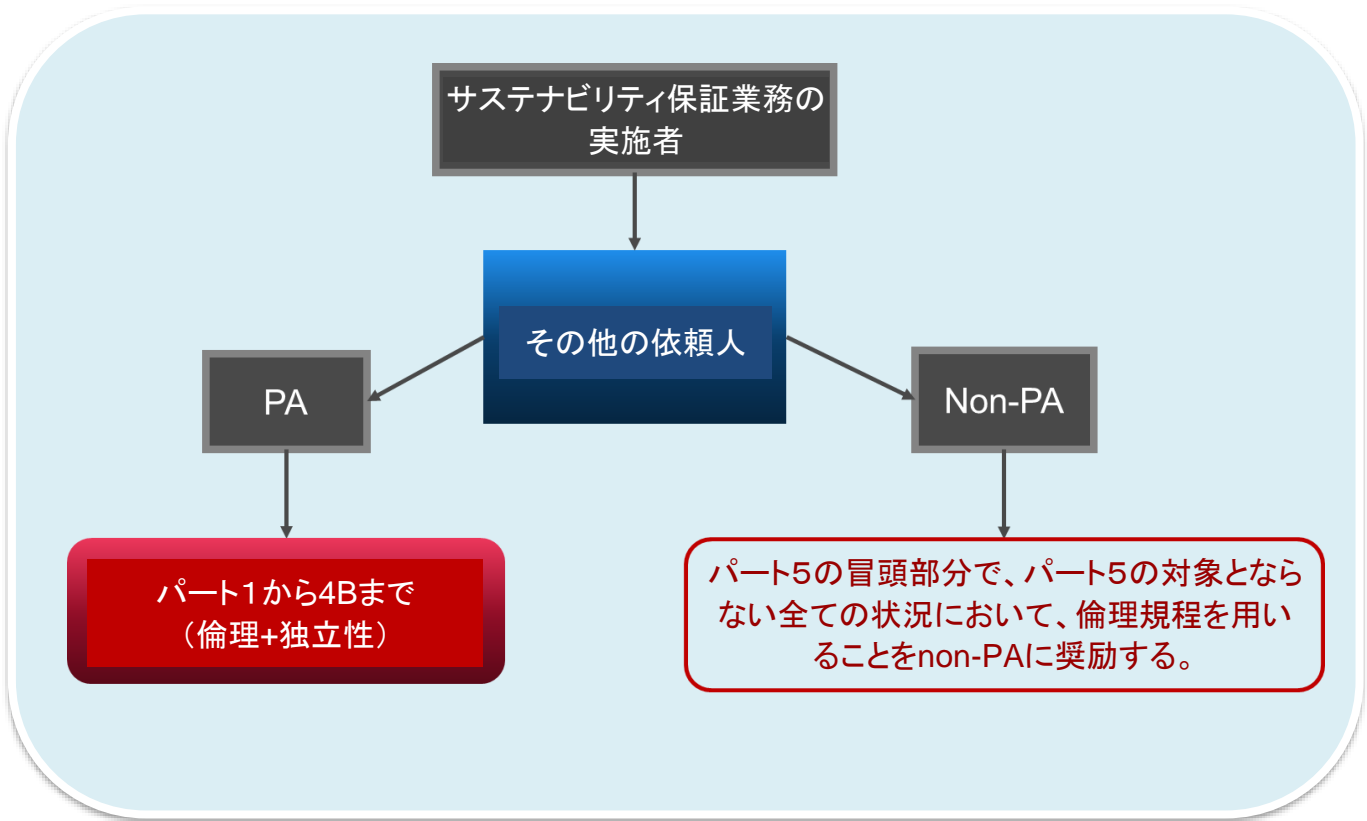 サステナビリティ保証業務の
実施者
その他の依頼人
PA
Non-PA
パート１から4Bまで
（倫理+独立性）
パート5の冒頭部分で、パート5の対象となら
ない全ての状況において、倫理規程を用い
ることをnon-PAに奨励する。